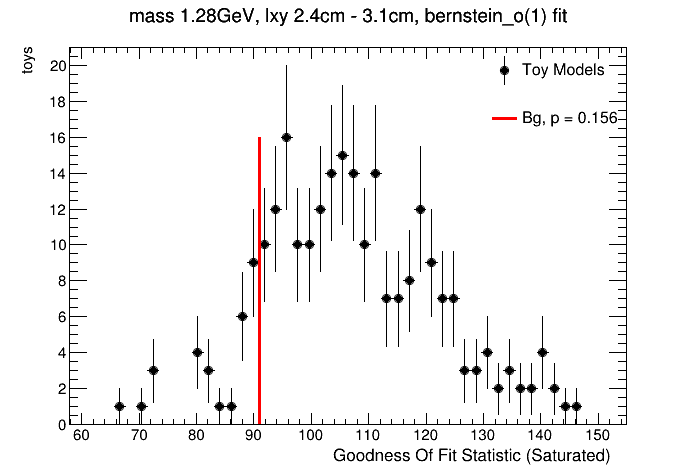 mass 1.28GeV, lxy 2.4cm - 3.1cm, bernstein_o(1) fit
toys
20
18
16
14
12
10
8
6
4
2
0
Toy Models
Bg, p = 0.156
60 70 80 90 100 110 120 130 140 150
Goodness Of Fit Statistic (Saturated)